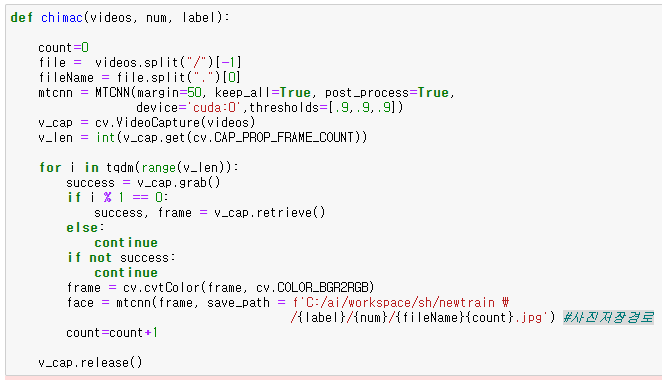 def chimac(videos, num, label):
count=0
file =  videos.split("/")[-1]
fileName = file.split(".")[0]
mtcnn = MTCNN(margin=50, keep_all=True, post_process=True,
device='cuda:0',thresholds=[.9,.9,.9])
v_cap = cv.VideoCapture(videos)
v_len = int(v_cap.get(cv.CAP_PROP_FRAME_COUNT))
for i in tqdm(range(v_len)):
success = v_cap.grab()
if i % 1 == 0:
success, frame = v_cap.retrieve()
else:
continue
if not success:
continue
frame = cv.cvtColor(frame, cv.COLOR_BGR2RGB)
face = mtcnn(frame, save_path = f'C:/ai/workspace/sh/newtrain ₩
/{label}/{num}/{fileName}{count}.jpg') #사진저장경로
count=count+1
v_cap.release()